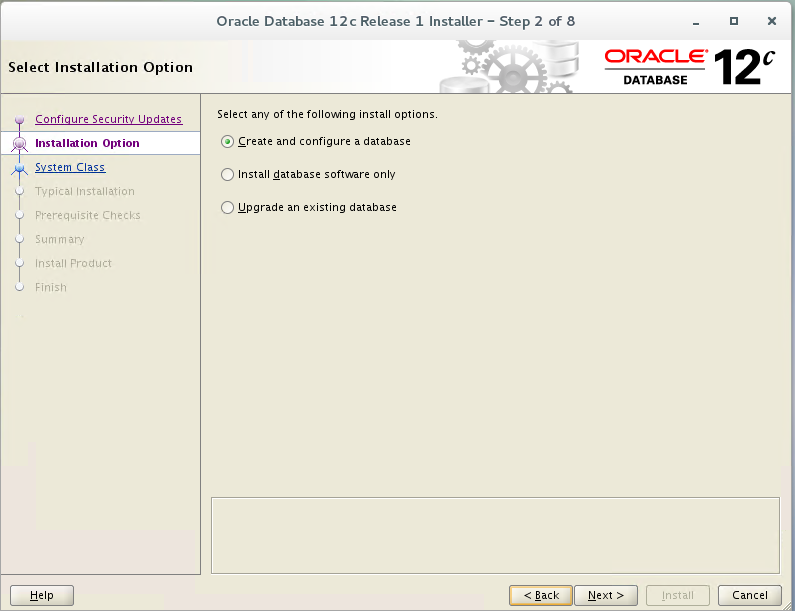 Oracle Database 12c Release 1 Installer - Step 2 of 8
Select Installation Option
ORACLE®
DATABASE
12c
Configure Security Updates
Installation Option
System Class
Typical Installation
Prerequisite Checks
Summary
Install Product
Finish
Select any of the following install options.
Create and configure a database
Install database software only
Upgrade an existing database
Help
< Back
Next >
Install
Cancel